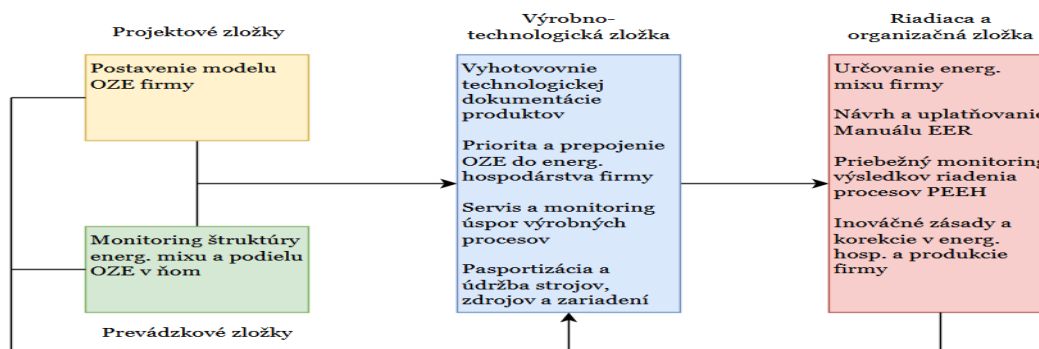 Projektové zložky
Postavenie modelu
OZE firmy
Monitoring štruktúry
energ. mixu a podielu
OZE v ňom
Prevádzkové zložky
Výrobno-
technologická zložka
Vyhotovovnie
technologickej
dokumentácie
produktov
Priorita a prepojenie
OZE do energ.
hospodárstva firmy
Servis a monitoring
úspor výrobných
procesov
Pasportizácia a
údržba strojov,
zdrojov a zariadení
Riadiaca a
organizačná zložka
Určovanie energ.
mixu firmy
Návrh a uplatňovanie
Manuálu EER
Priebežný monitoring
výsledkov riadenia
procesov PEEH
Inováčné zásady a
korekcie v energ.
hosp. a produkcie
firmy